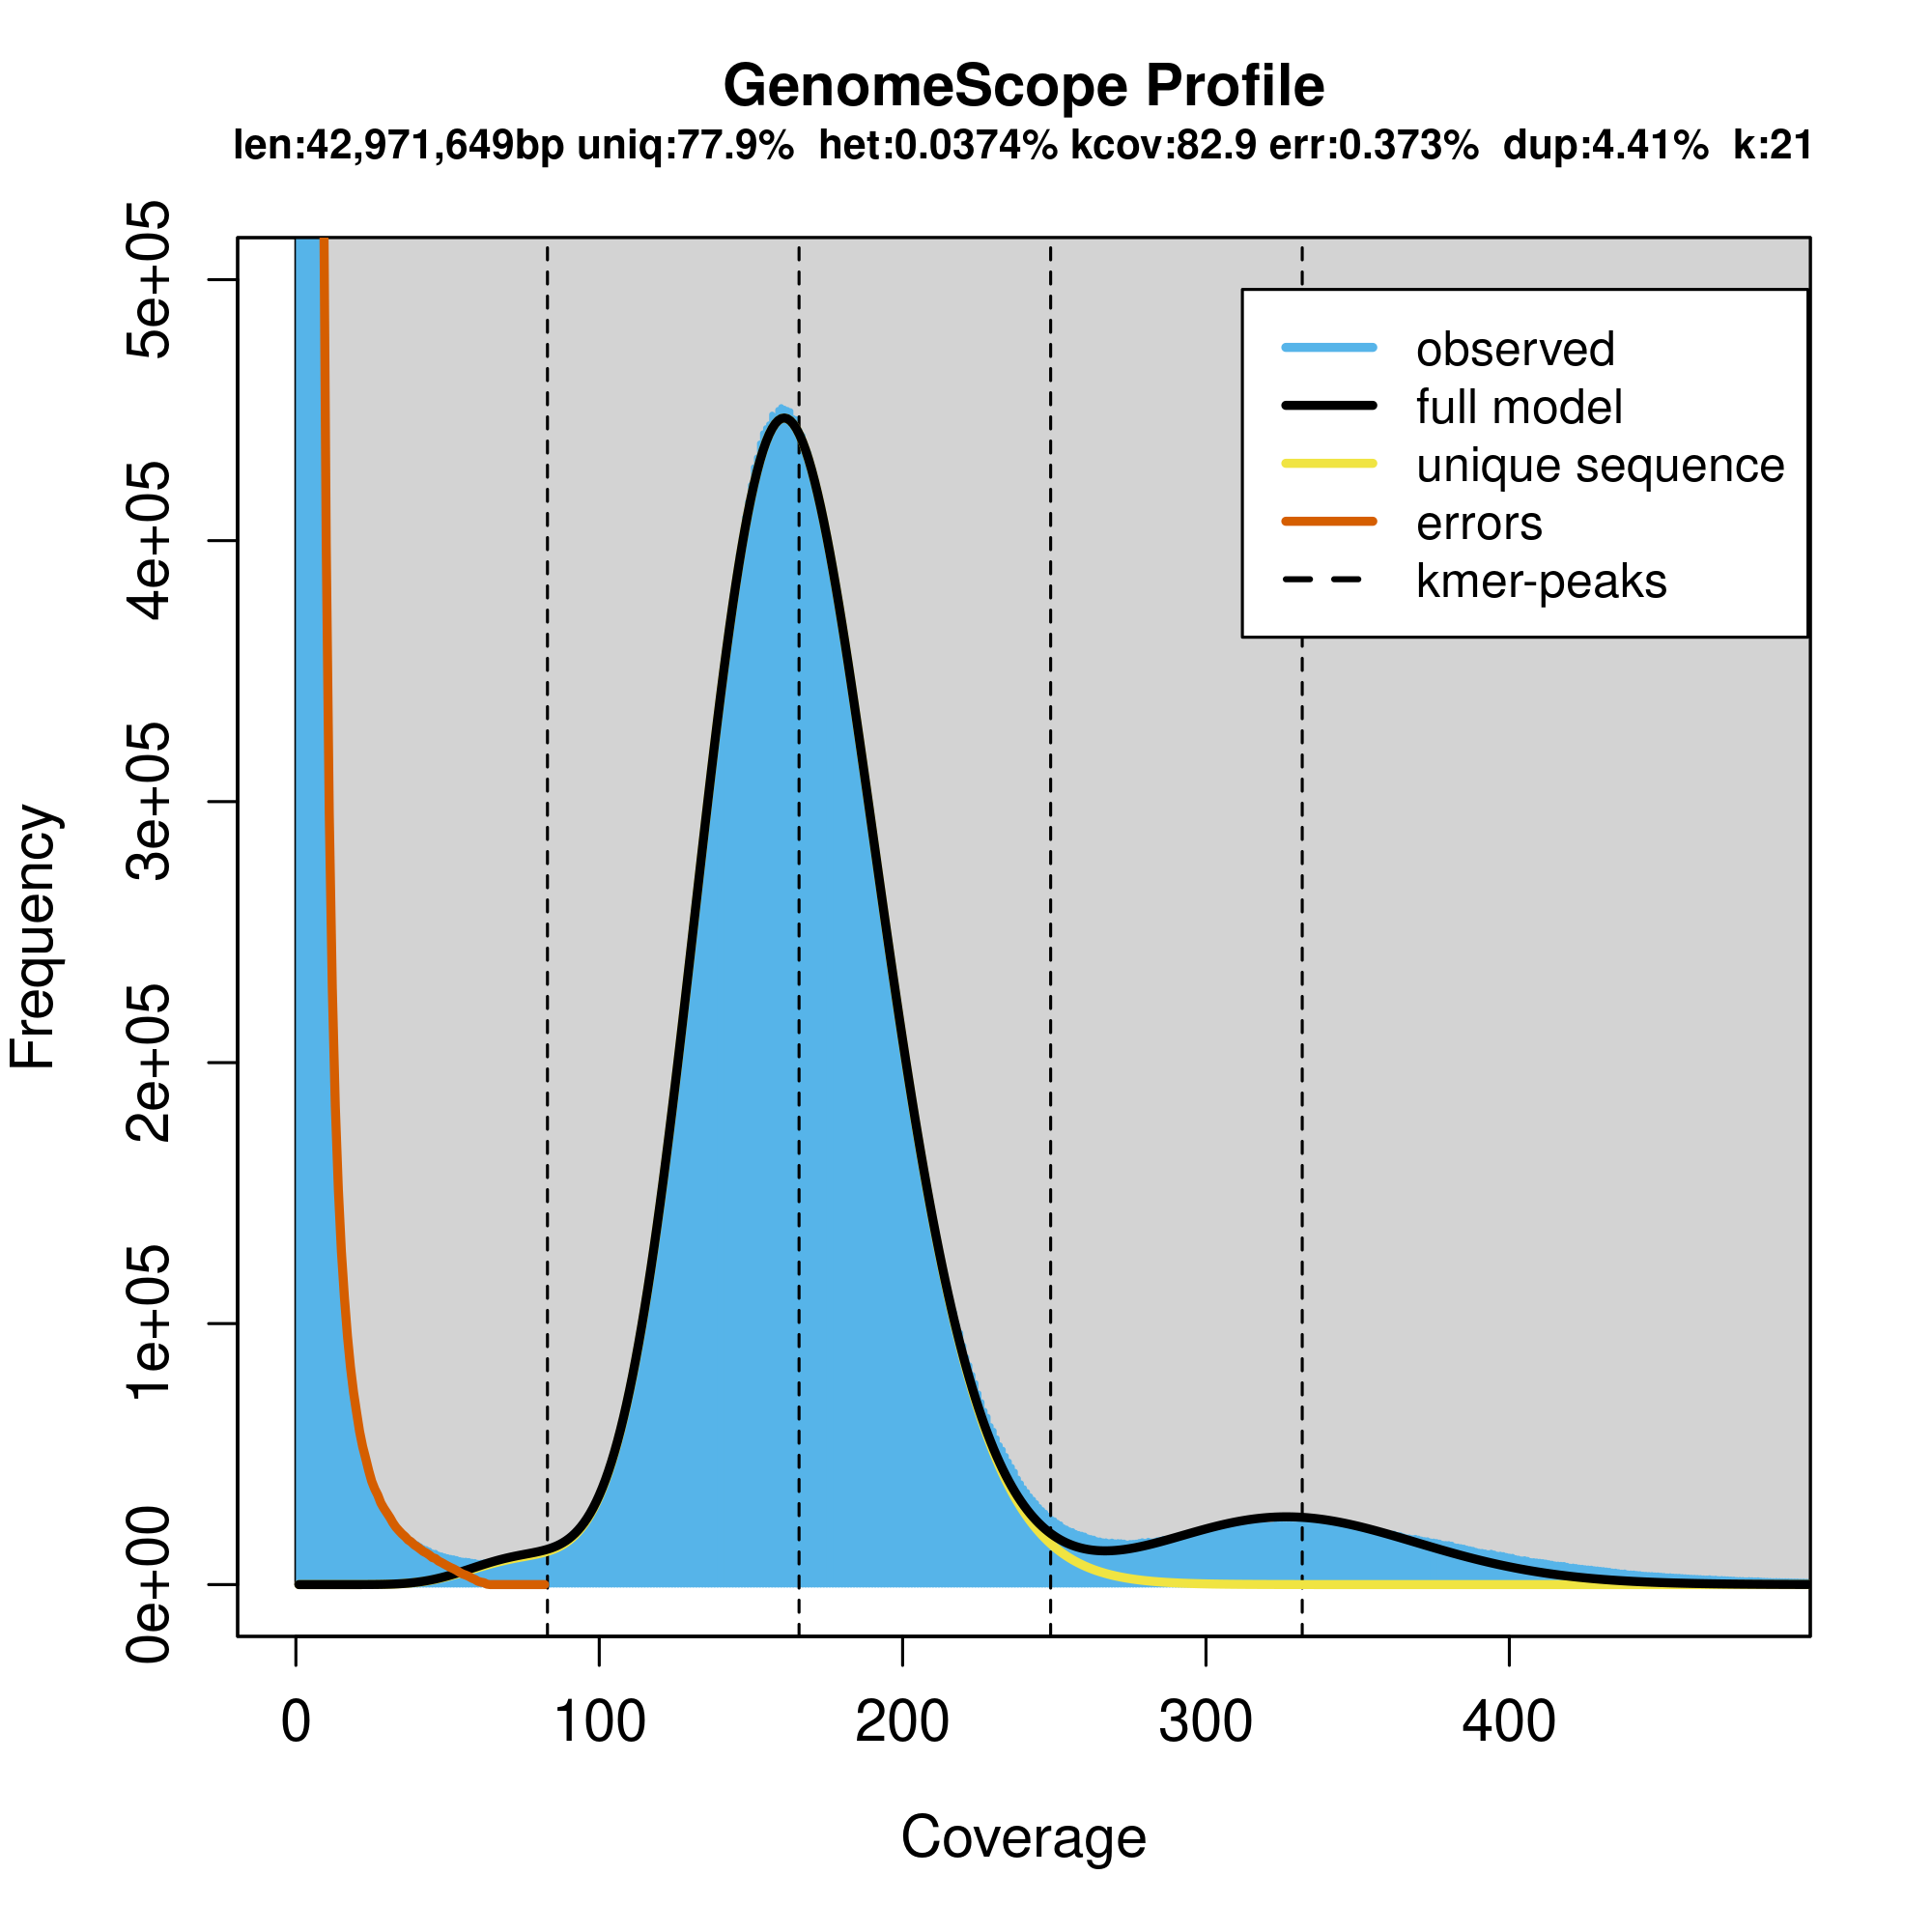 GenomeScope Profile
len:42,971,649bp uniq:77.9% het:0.0374% kcov:82.9 err:0.373% dup:4.41% k:21
5e+05
4e+05
3e+05
2e+05
1e+05
0e+00
Frequency
observed
full model
unique sequence
errors
kmer-peaks
0 100 200 300 400
Coverage